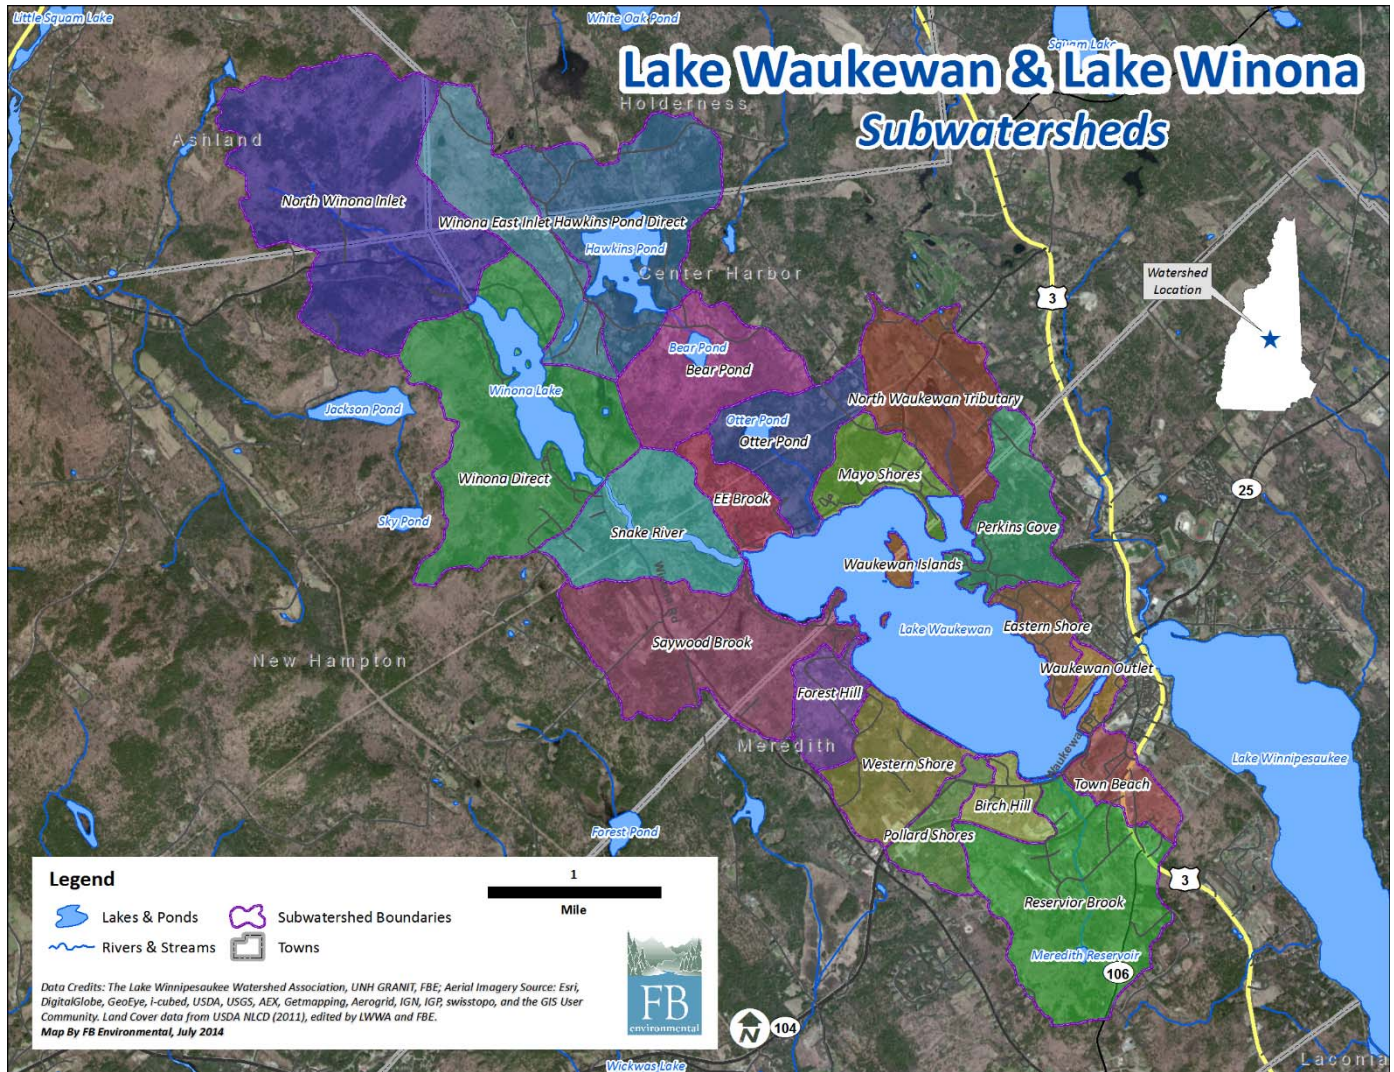 Little Squam Lake
White Oak Pond
Squam Lake
Lake Waukewan & Lake Winona
Subwatersheds
Holderness
Ashland
North Winona Inlet
Winona East Inlet
Hawkins Pond Direct
Hawkins Pond
Center Harbor
Watershed
Location
3
Bear Pond
Bear Pond
Winona Lake
Jackson Pond
North Waukewan Tributary
Otter Pond
Otter Pond
Mayo Shores
Winona Direct
25
EE Brook
Sky Pond
Snake River
Perkins Cove
Waukewan Islands
Lake Waukewan
Eastern Shore
Saywood Brook
New Hampton
Waukewan Outlet
Forest Hill
Meredith
Waukewan
Western Shore
Lake Winnipesaukee
Town Beach
Birch Hill
Pollard Shores
Forest Pond
3
Reservior Brook
Meredith Reservoir
106
Legend
Lakes & Ponds
Subwatershed Boundaries
Rivers & Streams
Towns
1
Mile
FB
environmental
N
104
Data Credits: The Lake Winnipesaukee Watershed Association, UNH GRANIT, FBE; Aerial Imagery Source: Esri,
DigitalGlobe, GeoEye, i-cubed, USDA, USGS, AEX, Getmapping, Aerogrid, IGN, IGP, swisstopo, and the GIS User
Community. Land Cover data from USDA NLCD (2011), edited by LWWA and FBE.
Map By FB Environmental, July 2014
Wickwas Lake
Laconia